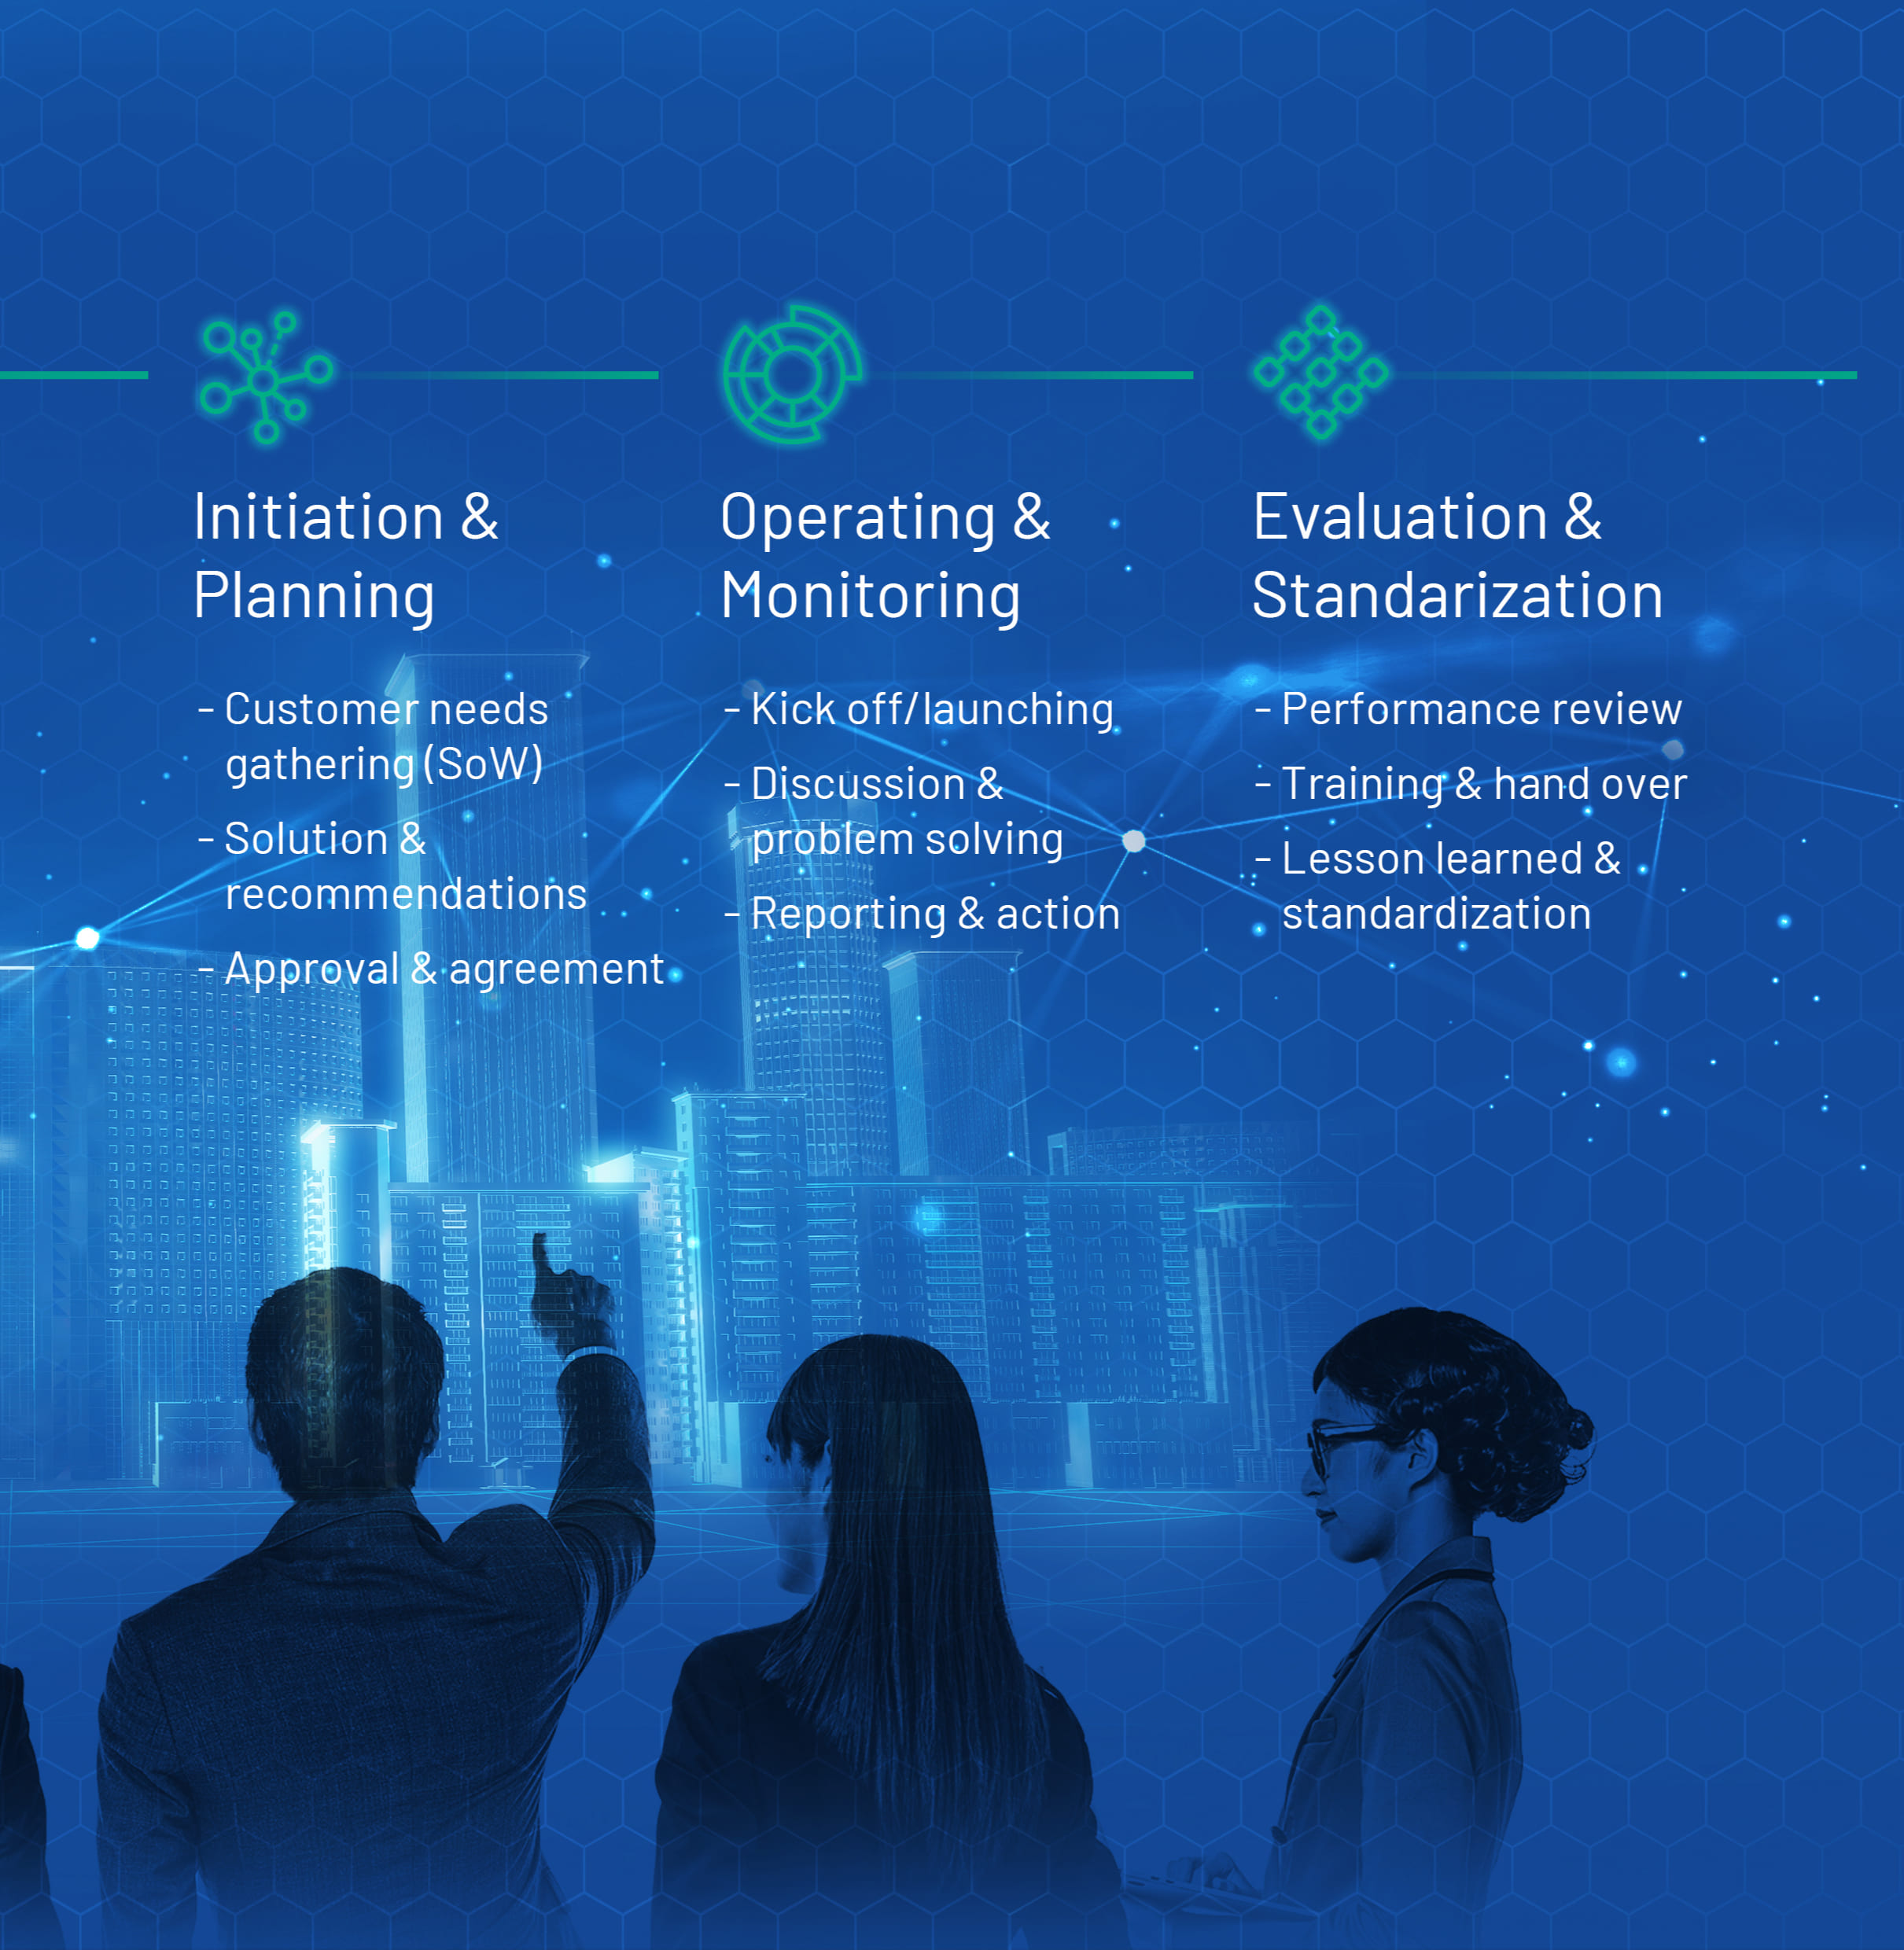 Initiation &
Planning
- Customer needs
gathering (SoW)
- Solution &
recommendations
- Approval & agreement
Operating &
Monitoring
- Kick off/launching
- Discussion &
problem solving
- Reporting & action
Evaluation &
Standarization
- Performance review
- Training & hand over
- Lesson learned &
standardization